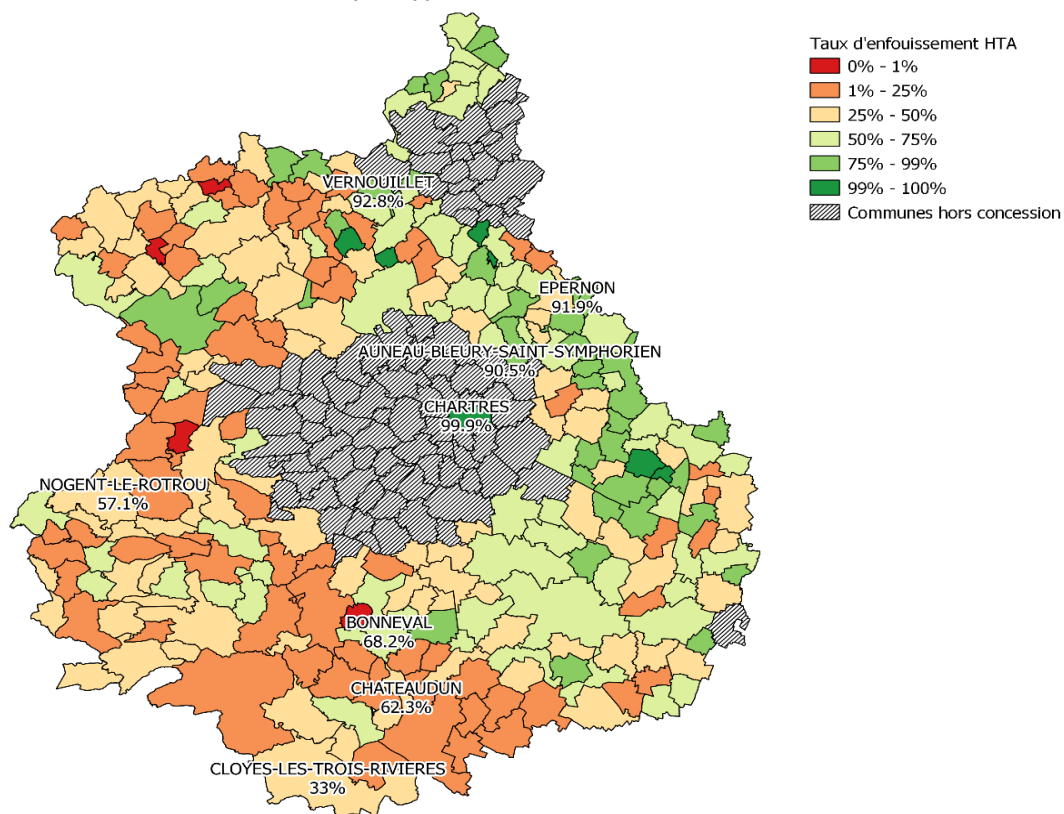 Taux d'enfouissement HTA
0% - 1%
1% - 25%
25% - 50%
50% - 75%
75% - 99%
99% - 100%
Communes hors concession
VERNOUILLET
92.8%
EPERNON
91.9%
AUNEAU-BLEURY-SAINT-SYMPHORIEN
90.5%
CHARTRES
99.9%
NOGENT-LE-ROTROU
57.1%
BONNEVAL
68.2%
CHATEAUDUN
62.3%
CLOYES-LES-TROIS-RIVIERES
33%